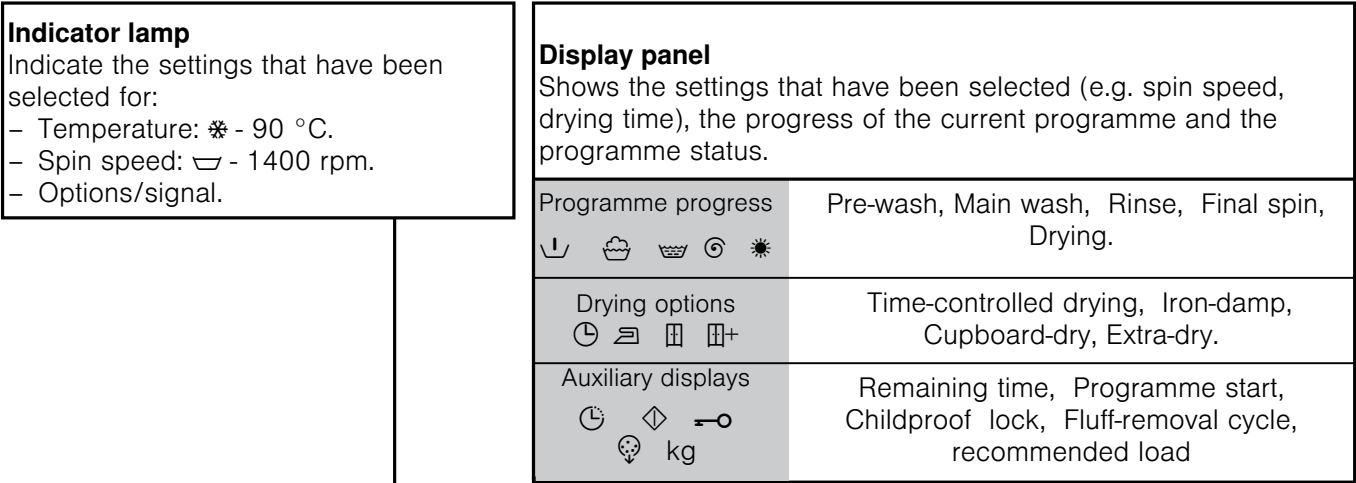 Indicator lamp
Indicate the settings that have been
selected for:
– Temperature: ❄ - 90 °C.
– Spin speed: - 1400 rpm.
– Options/signal.
Display panel
Shows the settings that have been selected (e.g. spin speed,
drying time), the progress of the current programme and the
programme status.
Programme progress
Pre-wash, Main wash, Rinse, Final spin,
Drying.
Drying options
+
Time-controlled drying, Iron-damp,
Cupboard-dry, Extra-dry.
Auxiliary displays
kg
Remaining time, Programme start,
Childproof lock, Fluff-removal cycle,
recommended load